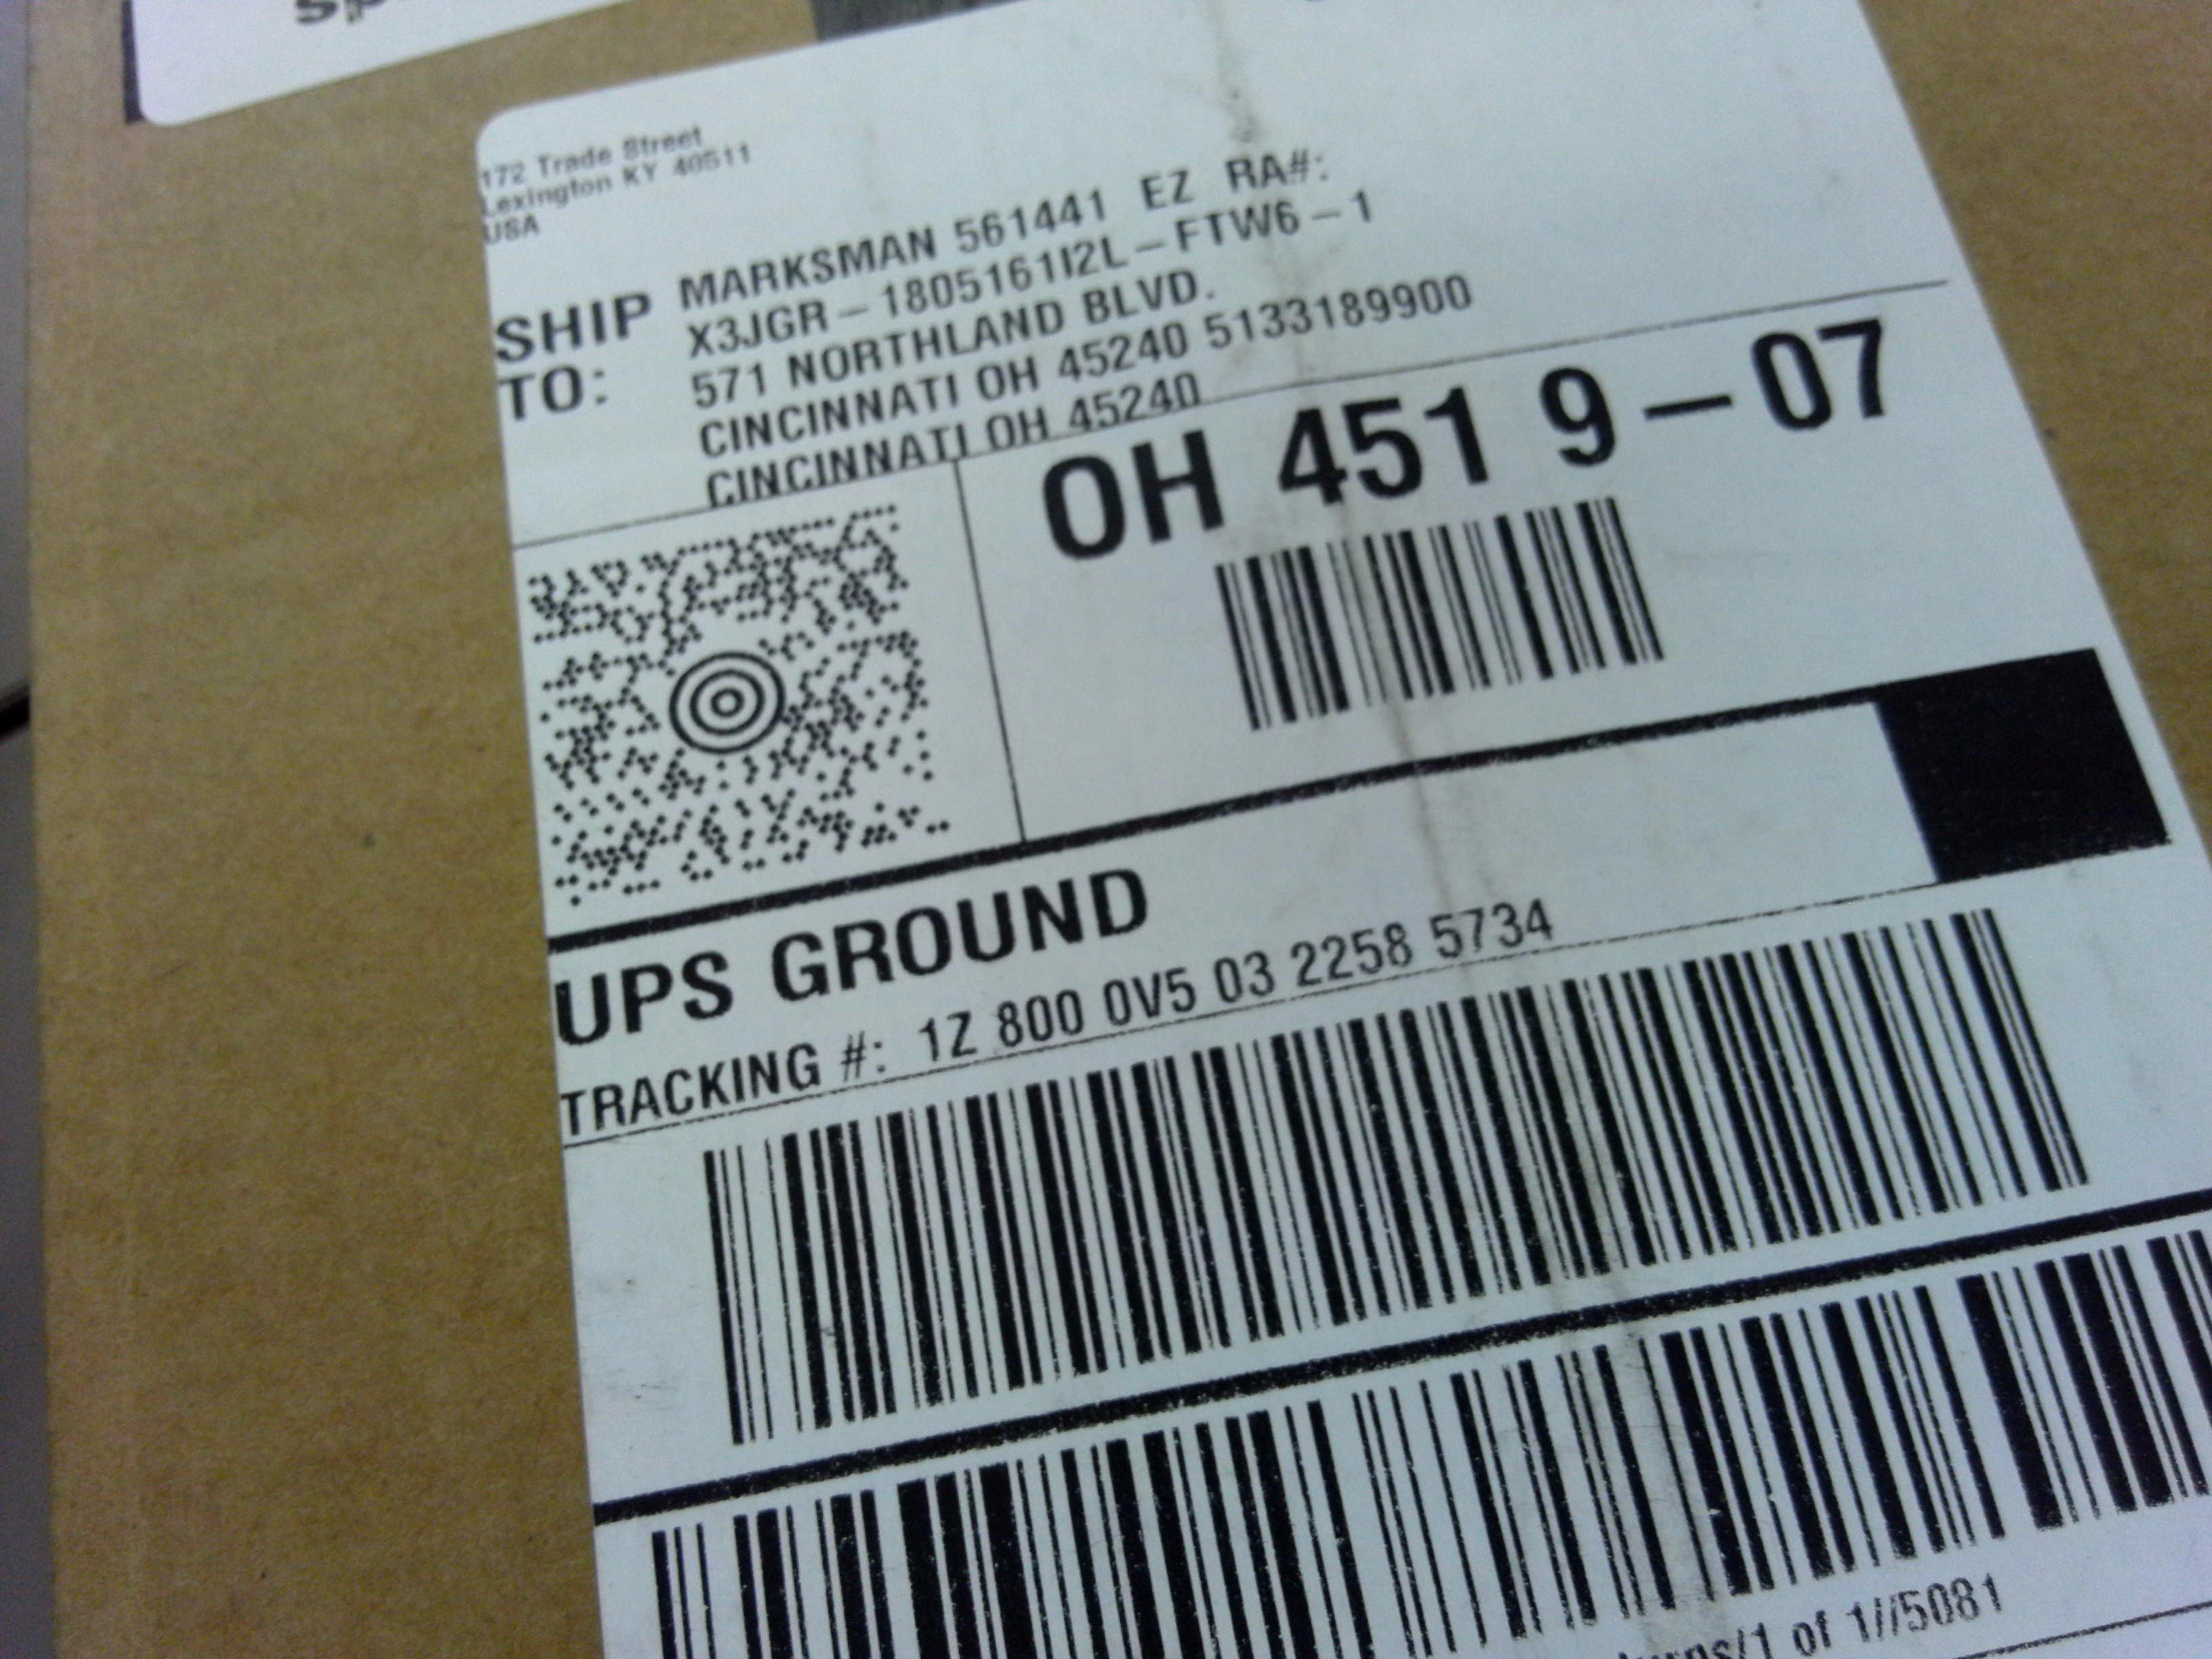 172 Trade Street
Lexington KY 40511
USA
SHIP TO:
MARKSMAN 561441 EZ RA#:
X3JGR-1805161I2L-FTW6-1
571 NORTHLAND BLVD.
CINCINNATI OH 45240 5133189900
CINCINNATI OH 45240
OH 451 9-07
UPS GROUND
TRACKING #: 1Z 800 0V5 03 2258 5734
/1 of 1//5081